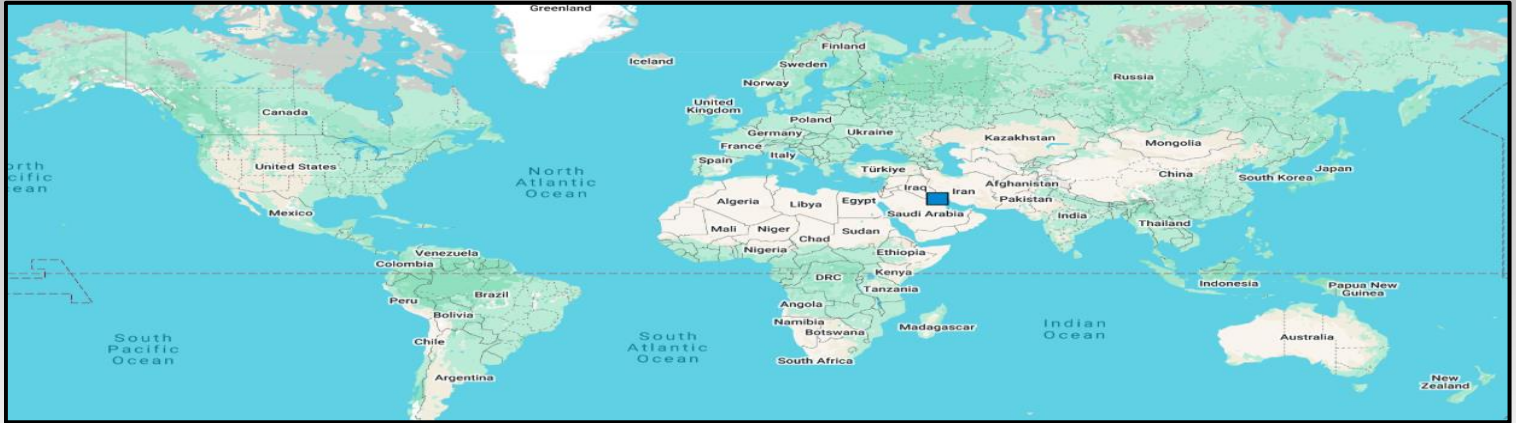 Greenland
Iceland
Finland
Sweden
Norway
Russia
United
Kingdom
Canada
Poland
Germany
Ukraine
Kazakhstan
Mongolia
France
Italy
Spain
United States
North
Atlantic
Ocean
orth
cific
ean
Türkiye
Japan
China
South Korea
Iraq
Iran
Afghanistan
Pakistan
Algeria
Libya
Egypt
Saudi Arabia
India
Mexico
Mali
Niger
Chad
Sudan
Thailand
Venezuela
Colombia
Nigeria
Ethiopia
Kenya
DRC
Tanzania
Indonesia
Papua New
Guinea
Peru
Brazil
Bolivia
Angola
Namibia
Botswana
Madagascar
South
Pacific
Ocean
Chile
South
Atlantic
Ocean
Indian
Ocean
Australia
South Africa
Argentina
New
Zealand